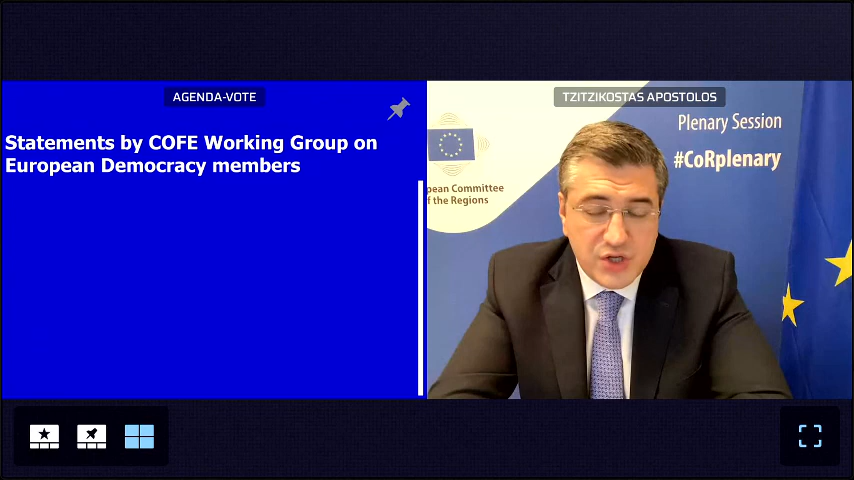 AGENDA-VOTE
Statements by COFE Working Group on
European Democracy members
TZITZIKOSTAS APOSTOLOS
Plenary Session
#CoRplenary
pean Committee
f the Regions